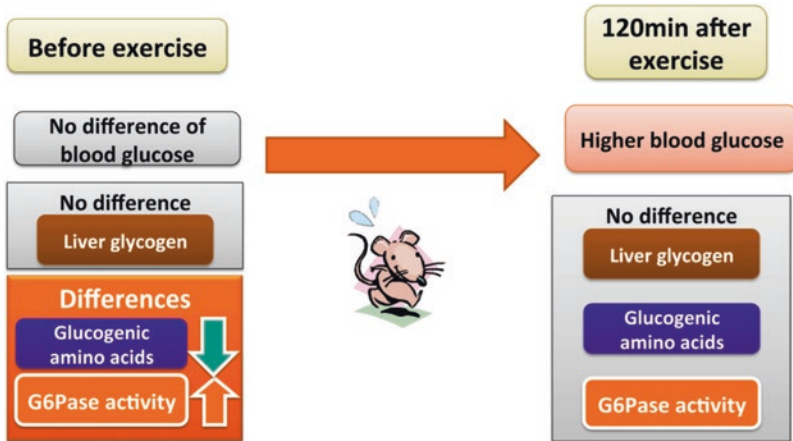 Before exercise
120min after
exercise
No difference of
blood glucose
Higher blood glucose
No difference
Liver glycogen
Differences
Glucogenic
amino acids
G6Pase activity
No difference
Liver glycogen
Glucogenic
amino acids
G6Pase activity